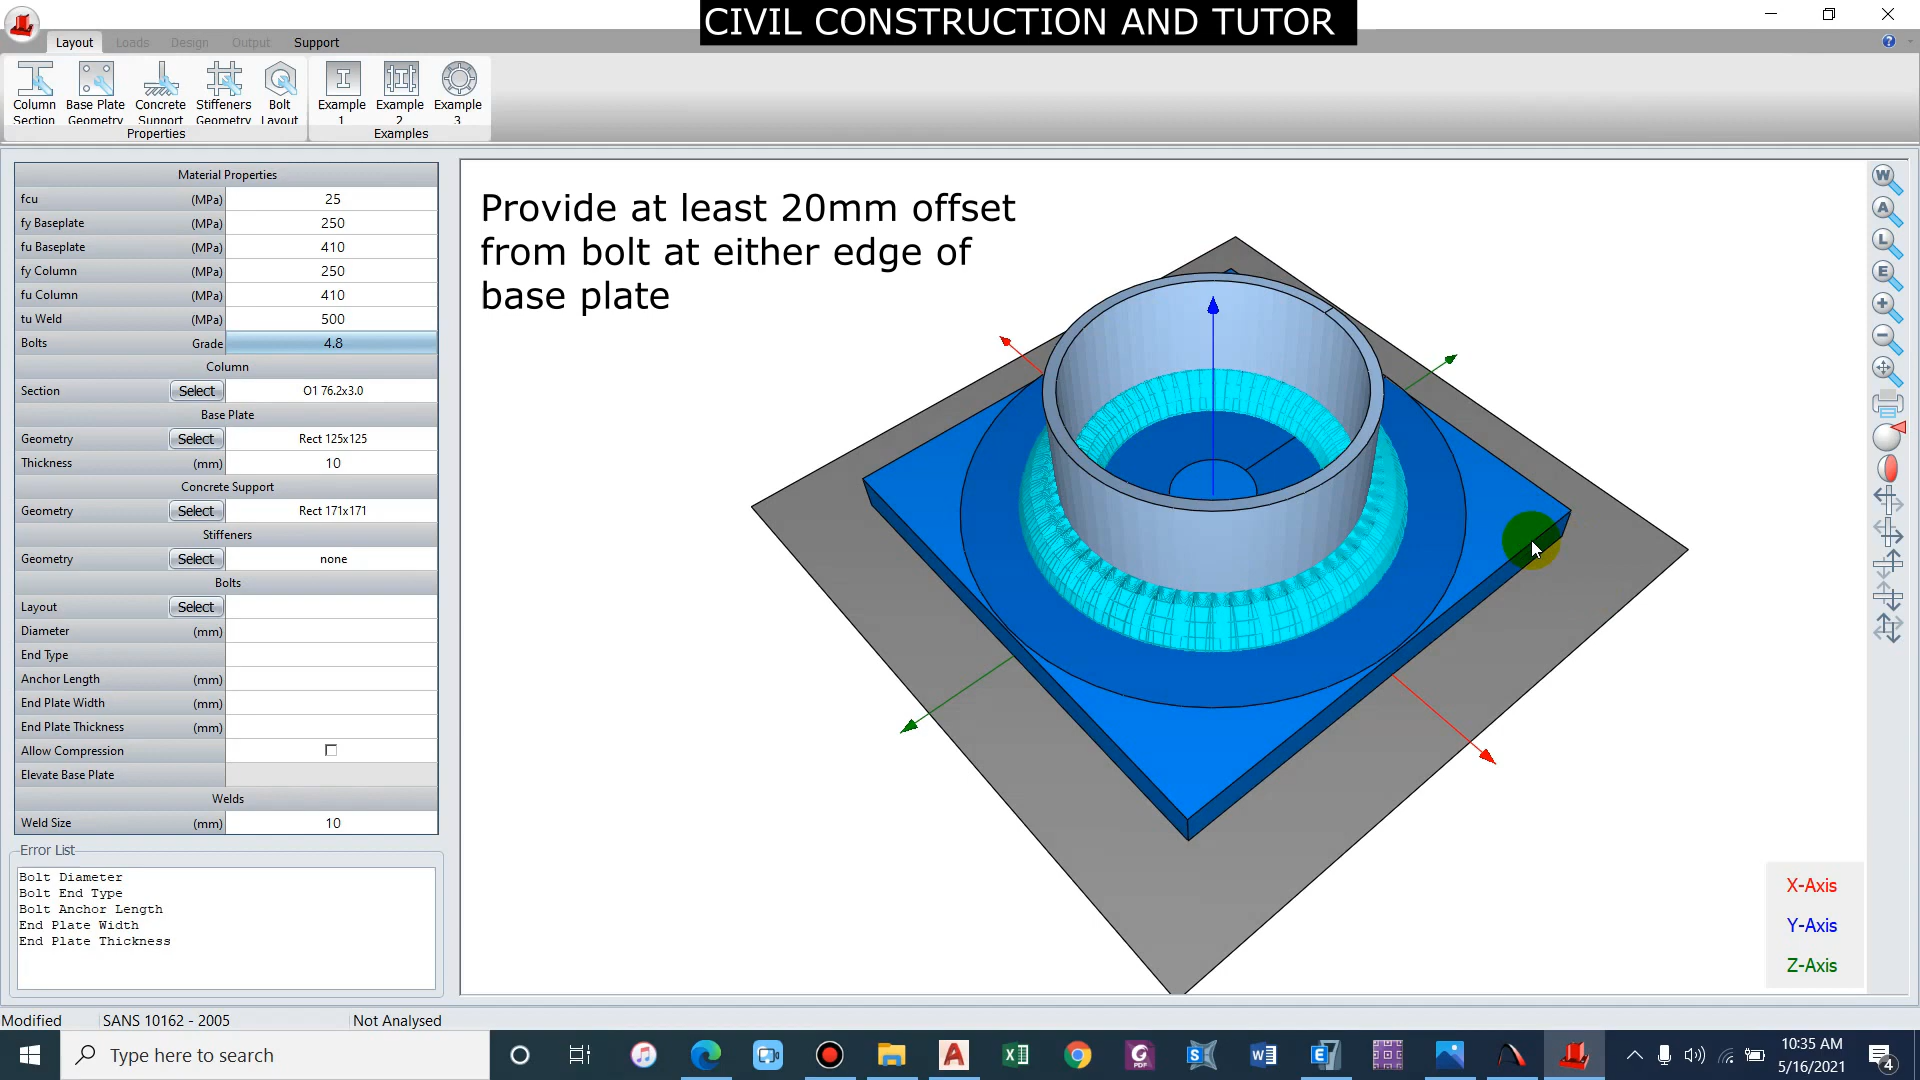 CIVIL CONSTRUCTION AND TUTOR
Layout Loads Design Output Support
Column Section
Base Plate Geometry
Concrete Support
Stiffeners Geometry
Bolt Layout
Example 1
Example 2
Example 3
Properties
Examples
Material Properties
fcu (MPa) 25
fy Baseplate (MPa) 250
fu Baseplate (MPa) 410
fy Column (MPa) 250
fu Column (MPa) 410
tu Weld (MPa) 500
Bolts Grade 4.8
Column
Section Select O1 76.2x3.0
Base Plate
Geometry Select Rect 125x125
Thickness (mm) 10
Concrete Support
Geometry Select Rect 171x171
Stiffeners
Geometry Select none
Bolts
Layout Select
Diameter (mm)
End Type
Anchor Length (mm)
End Plate Width (mm)
End Plate Thickness (mm)
Allow Compression
Elevate Base Plate
Welds
Weld Size (mm) 10
Error List
Bolt Diameter
Bolt End Type
Bolt Anchor Length
End Plate Width
End Plate Thickness
Provide at least 20mm offset
from bolt at either edge of
base plate
W
A
L
E
X-Axis
Y-Axis
Z-Axis
Modified SANS 10162 - 2005 Not Analysed
Type here to search
10:35 AM
5/16/2021
4